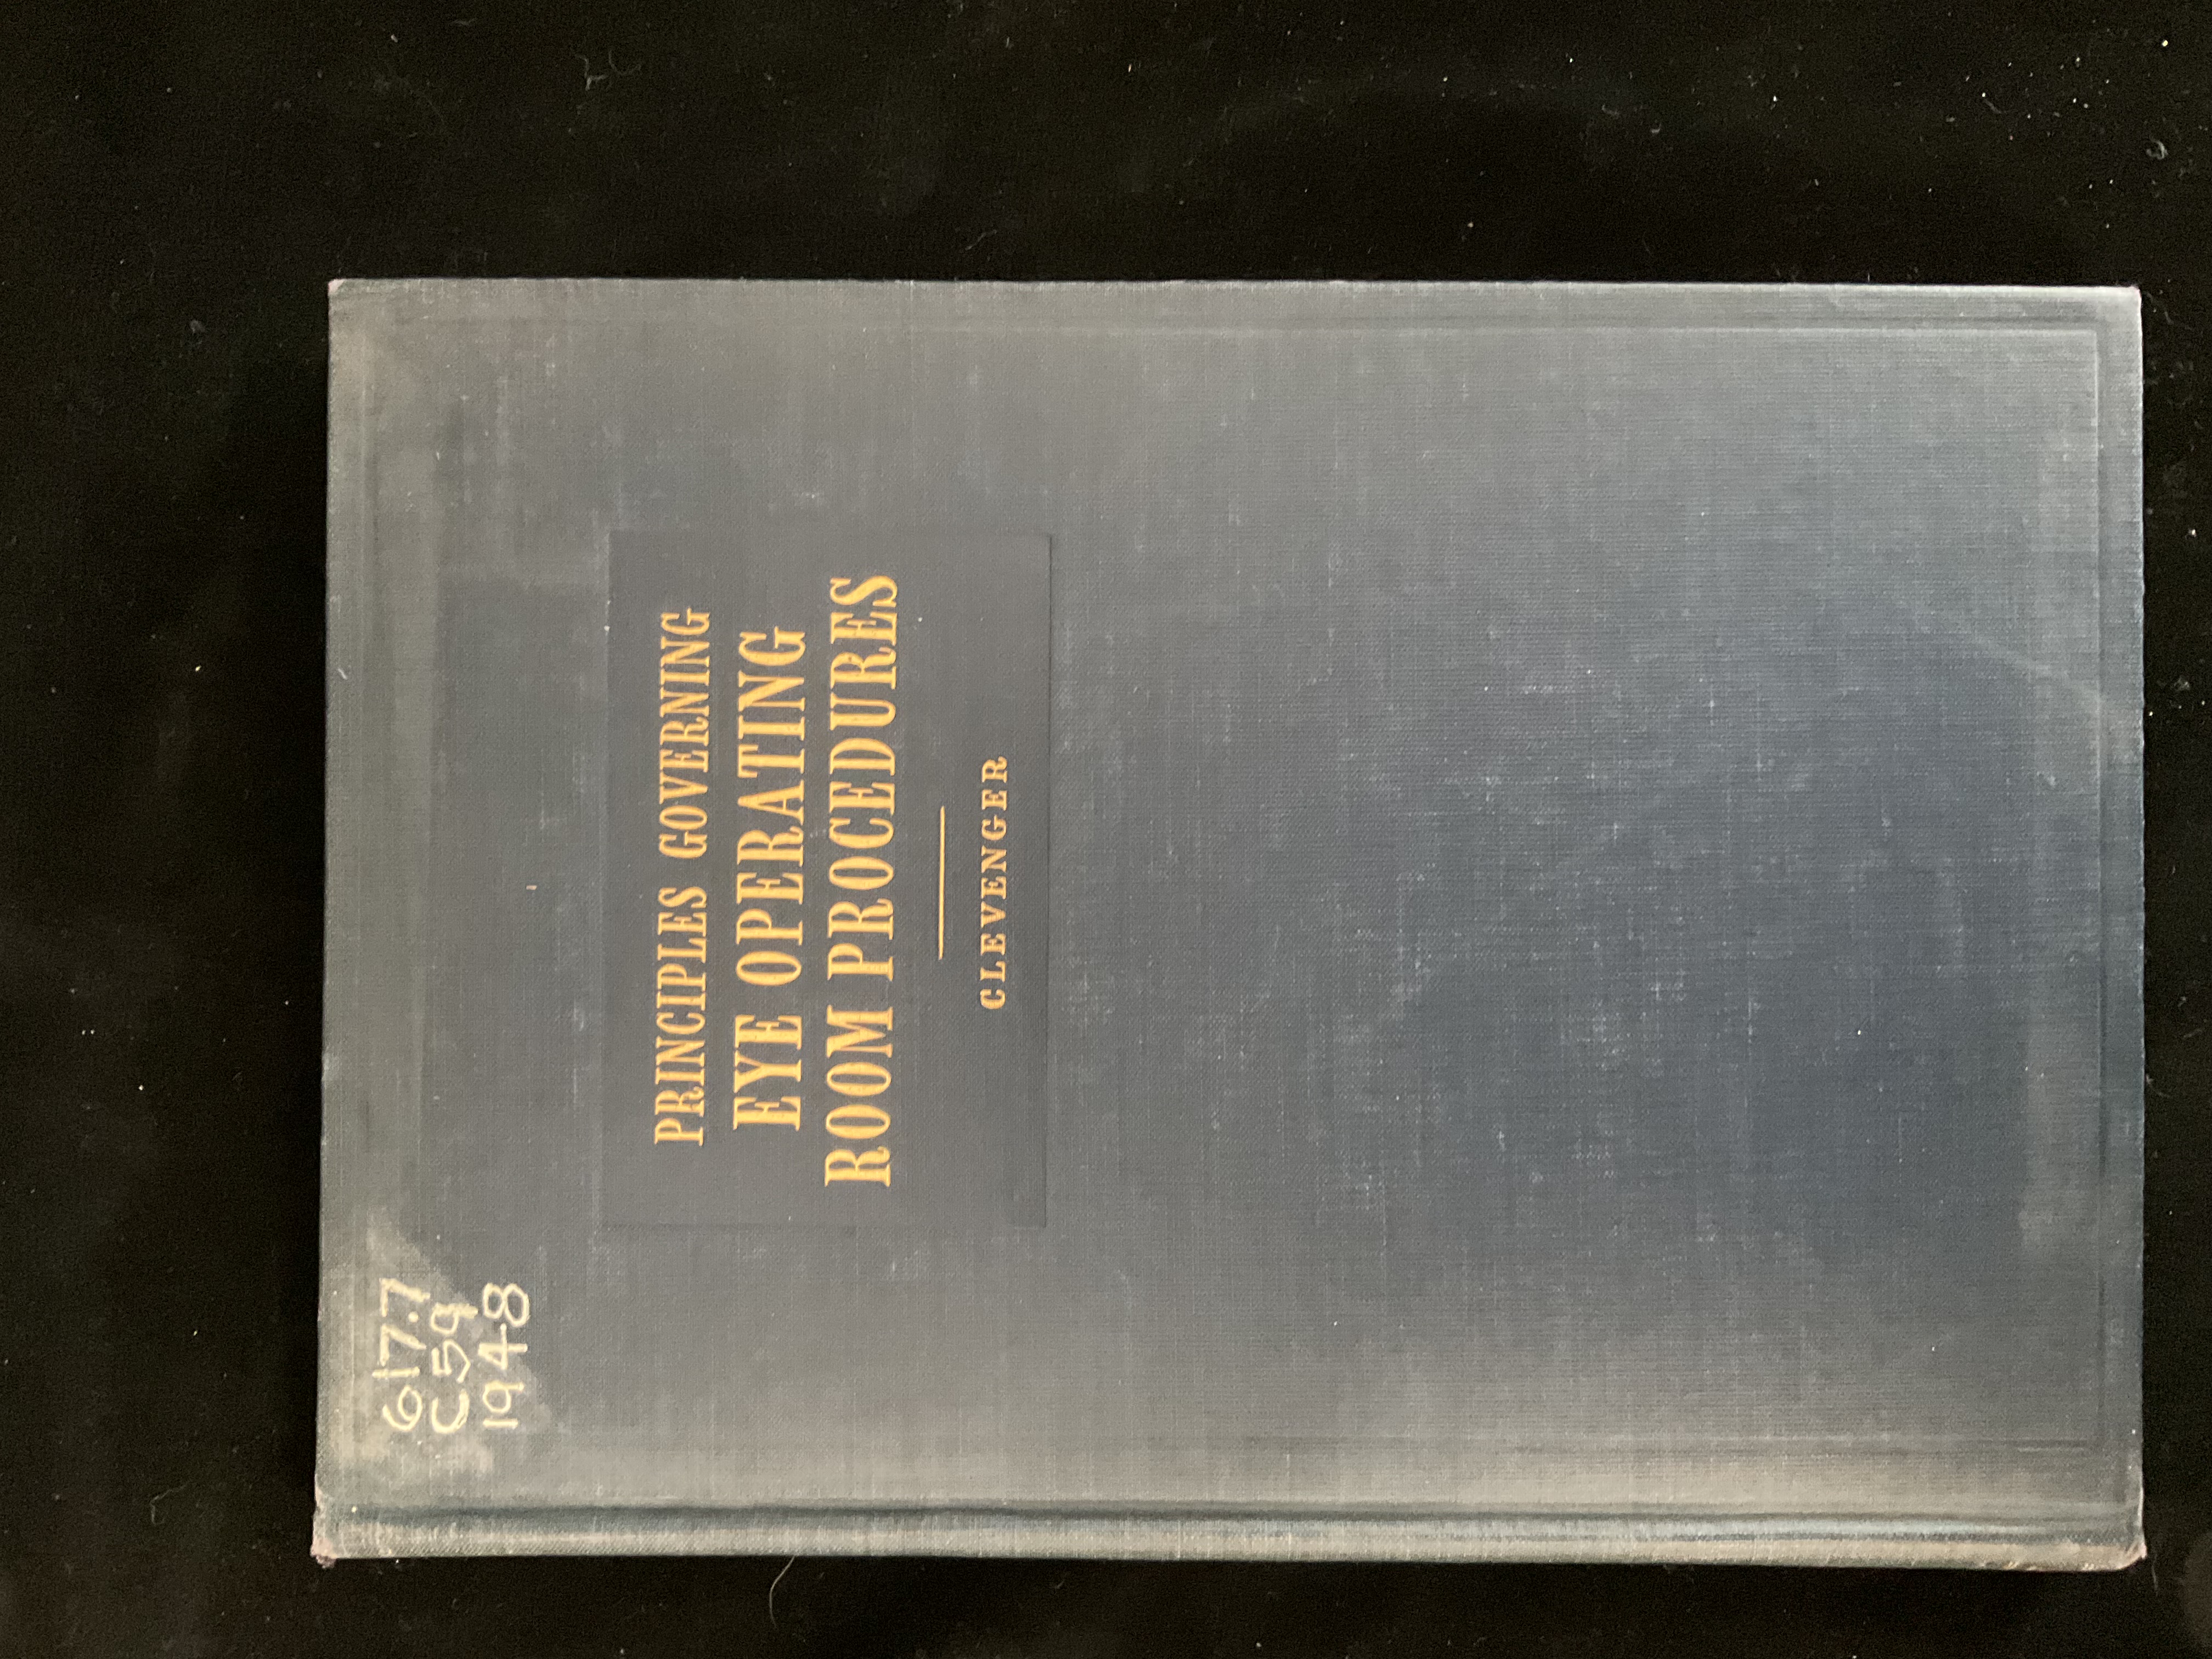 617.7
C59
1948
PRINCIPLES GOVERNING
EYE OPERATING
ROOM PROCEDURES
CLEVENGER